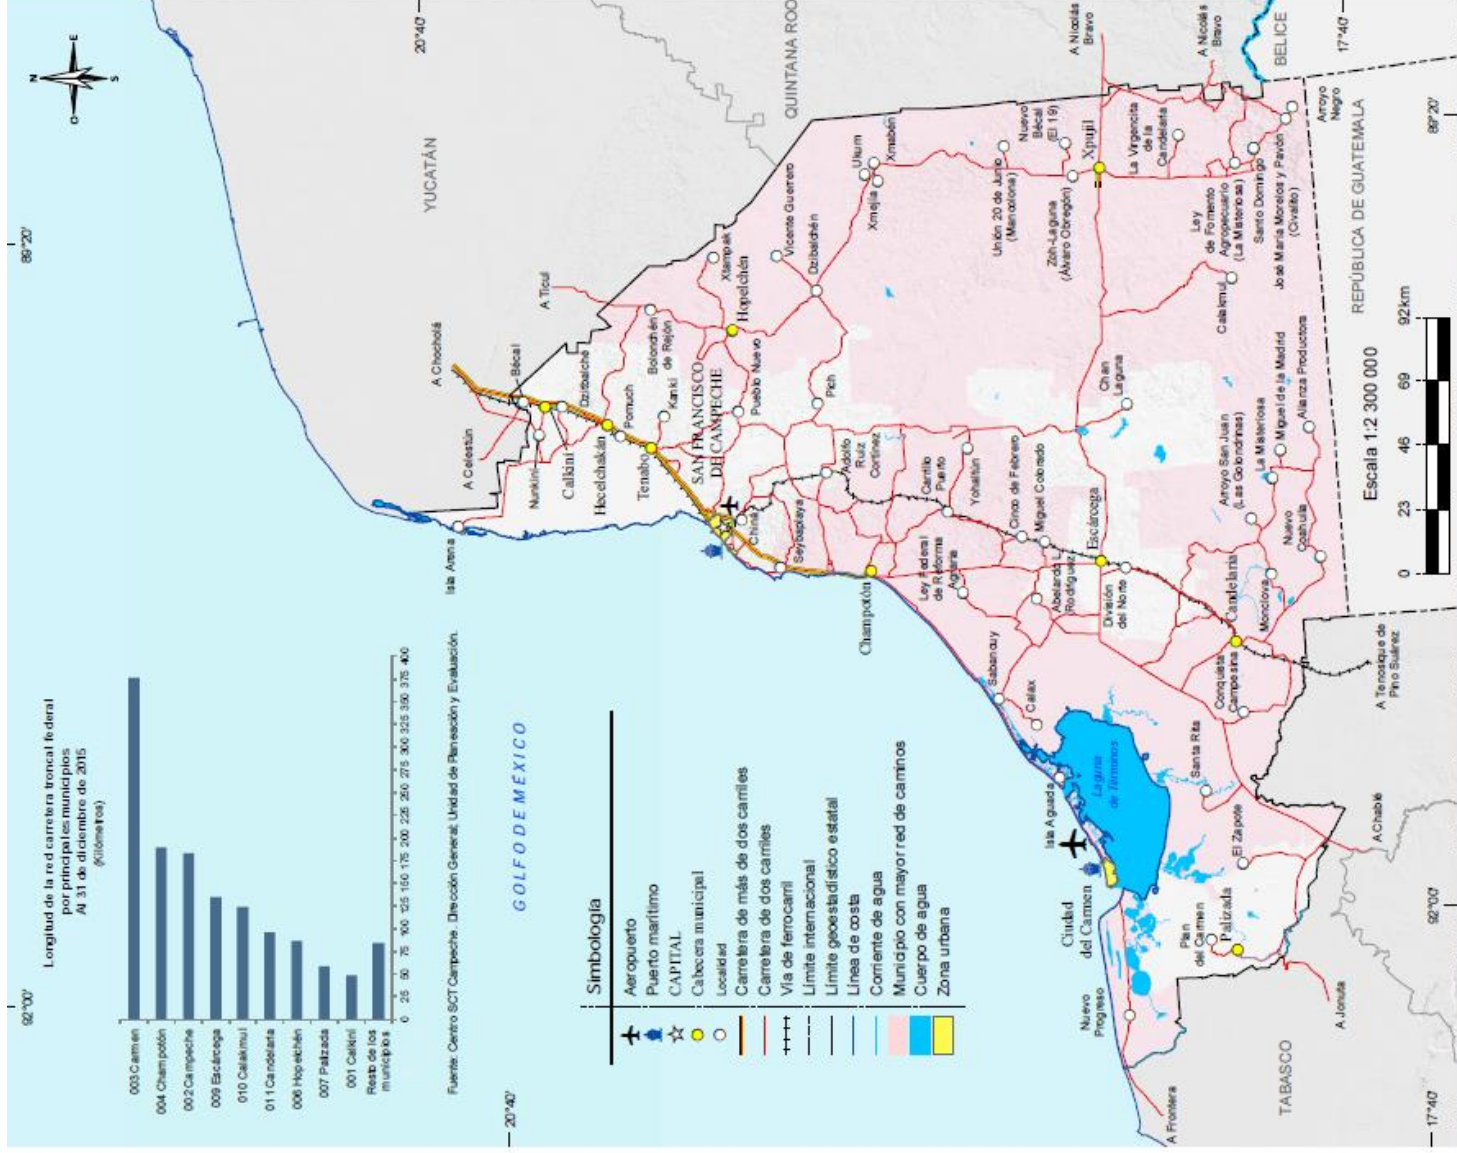 Longitud de la red carretera troncal federal
por principales municipios
Al 31 de diciembre de 2015
(Kilómetros)
003 Carmen
004 Champotón
002 Campeche
009 Escárcega
010 Calakmul
011 Candelaria
006 Hopelchén
007 Palizada
001 Calkiní
Resto de los
municipios
0 25 50 75 100 125 150 175 200 225 250 275 300 325 350 375 400
Fuente: Centro SCT Campeche. Dirección General; Unidad de Planeación y Evaluación.
GOLFO DE MÉXICO
Simbología
Aeropuerto
Puerto marítimo
CAPITAL
Cabecera municipal
Localidad
Carretera de más de dos carriles
Carretera de dos carriles
Vía de ferrocarril
Límite internacional
Límite geoestadístico estatal
Línea de costa
Corriente de agua
Municipio con mayor red de caminos
Cuerpo de agua
Zona urbana
92°00'
89°20'
20°40'
20°40'
17°40'
17°40'
92°00'
89°20'
N
E
S
O
YUCATÁN
QUINTANA ROO
BELICE
REPÚBLICA DE GUATEMALA
TABASCO
A Chocholá
A Ticul
A Celestún
Bécal
Nunkiní
Calkiní
Dzitbalché
Hecelchakán
Pomuch
Tenabo
Kankí
Bolonchén
de Rejón
Isla Arena
SAN FRANCISCO
DE CAMPECHE
Xtampak
Hopelchén
Vicente Guerrero
Pueblo Nuevo
Dzibalchén
Chiná
Pich
Seybaplaya
Adolfo
Ruiz
Cortínez
Champotón
Ukum
Xmabén
Xmejía
Carrillo
Puerto
Yohaltún
Ley Federal
de Reforma
Agraria
Cinco de Febrero
Miguel Colorado
Unión 20 de Junio
(Mancolona)
Nuevo
Bécal
(El 19)
Zoh-Laguna
(Álvaro Obregón)
Xpujil
A Nicolás
Bravo
A Nicolás
Bravo
Sabancuy
Calax
Abelardo L.
Rodríguez
Escárcega
División
del Norte
Chan
Laguna
La Virgencita
de la
Candelaria
Isla Aguada
Laguna
de Términos
Ciudad
del Carmen
Nuevo
Progreso
Plan
del Carmen
Palizada
El Zapote
Santa Rita
Conquista
Campesina
Candelaria
Monclova
Nuevo
Coahuila
Arroyo San Juan
(Las Golondrinas)
La Misteriosa
Miguel de la Madrid
Alianza Productora
Calakmul
Ley
de Fomento
Agropecuario
(La Misteriosa)
Santo Domingo
José María Morelos y Pavón
(Civalito)
Arroyo
Negro
A Frontera
A Jonuta
A Chablé
A Tenosique de
Pino Suárez
Escala 1:2 300 000
0 23 46 69 92km